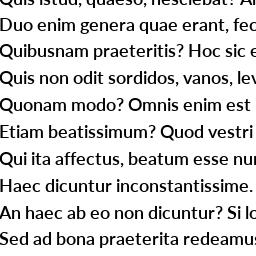 Quis istud, quaeso, nesciebat? A
Duo enim genera quae erant, fec
Quibusnam praeteritis? Hoc sic e
Quis non odit sordidos, vanos, lev
Quonam modo? Omnis enim est
Etiam beatissimum? Quod vestri
Qui ita affectus, beatum esse nu
Haec dicuntur inconstantissime.
An haec ab eo non dicuntur? Si lo
Sed ad bona praeterita redeamus